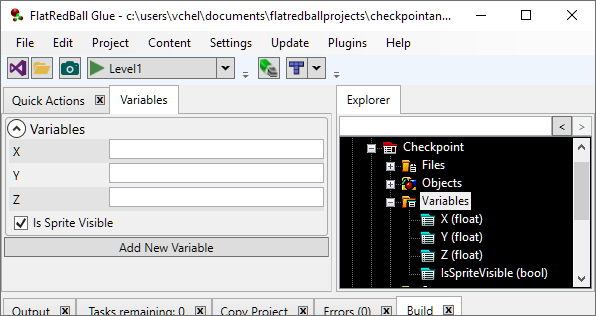 FlatRedBall Glue - c:\users\vchel\documents\flatredballprojects\checkpointan...
File Edit Project Content Settings Update Plugins Help
Level1
Quick Actions Variables
Variables
X
Y
Z
Is Sprite Visible
Add New Variable
Explorer
< >
Checkpoint
Files
Objects
Variables
X (float)
Y (float)
Z (float)
IsSpriteVisible (bool)
Output Tasks remaining: 0 Copy Project Errors (0) Build